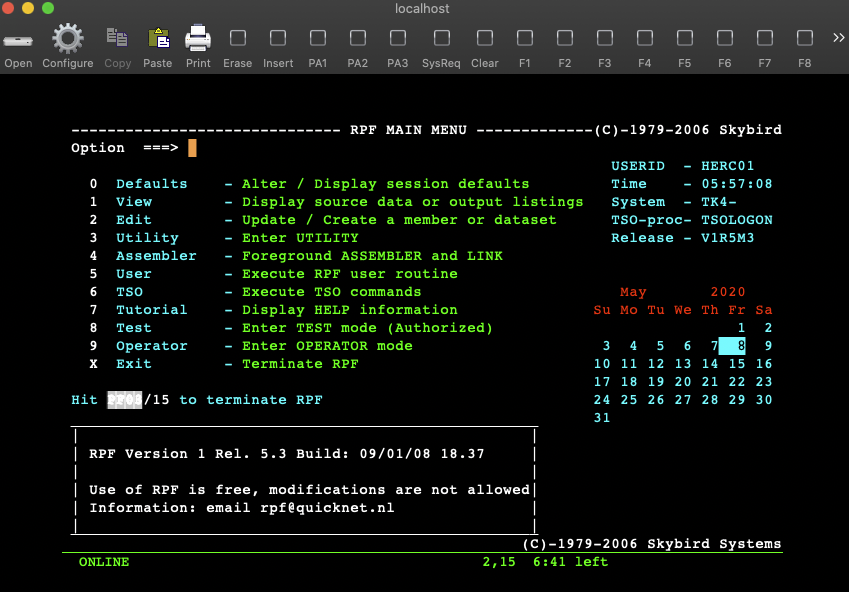 localhost
Open Configure Copy Paste Print Erase Insert PA1 PA2 PA3 SysReq Clear F1 F2 F3 F4 F5 F6 F7 F8
------------------------------ RPF MAIN MENU -------------(C)-1979-2006 Skybird
Option ===>
USERID - HERC01
0 Defaults - Alter / Display session defaults Time - 05:57:08
1 View - Display source data or output listings System - TK4-
2 Edit - Update / Create a member or dataset TSO-proc- TSOLOGON
3 Utility - Enter UTILITY Release - V1R5M3
4 Assembler - Foreground ASSEMBLER and LINK
5 User - Execute RPF user routine
6 TSO - Execute TSO commands May 2020
7 Tutorial - Display HELP information Su Mo Tu We Th Fr Sa
8 Test - Enter TEST mode (Authorized) 1 2
9 Operator - Enter OPERATOR mode 3 4 5 6 7 8 9
X Exit - Terminate RPF 10 11 12 13 14 15 16
17 18 19 20 21 22 23
Hit PF03/15 to terminate RPF 24 25 26 27 28 29 30
31
RPF Version 1 Rel. 5.3 Build: 09/01/08 18.37
Use of RPF is free, modifications are not allowed
Information: email rpf@quicknet.nl
(C)-1979-2006 Skybird Systems
ONLINE 2,15 6:41 left